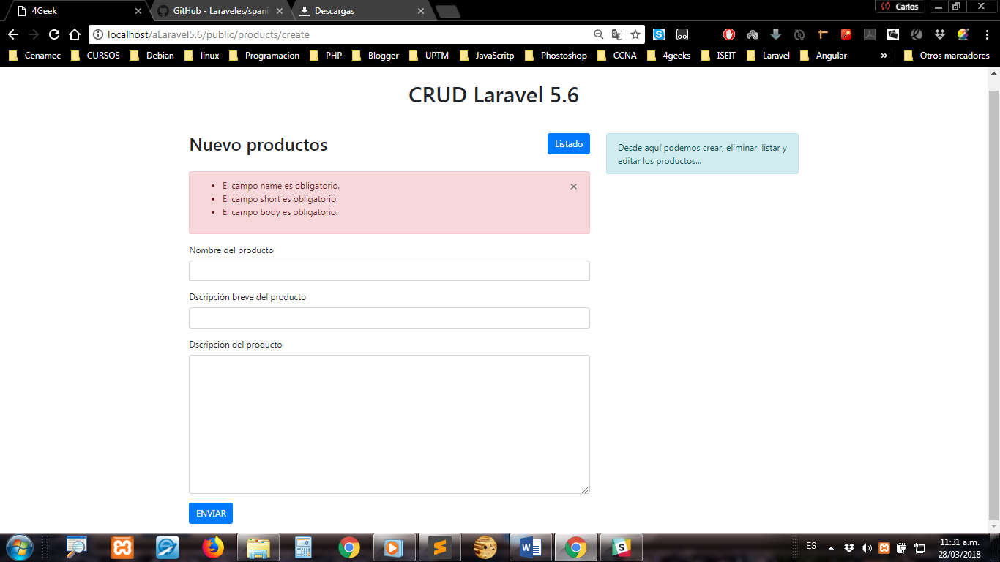 4Geek
GitHub - Laraveles/spani
Descargas
Carlos
localhost/aLaravel5.6/public/products/create
Cenamec
CURSOS
Debian
linux
Programacion
PHP
Blogger
UPTM
JavaScritp
Phostoshop
CCNA
4geeks
ISEIT
Laravel
Angular
»
Otros marcadores
CRUD Laravel 5.6
Nuevo productos
Listado
Desde aquí podemos crear, eliminar, listar y
editar los productos...
• El campo name es obligatorio.
• El campo short es obligatorio.
• El campo body es obligatorio.
×
Nombre del producto
Dscripción breve del producto
Dscripción del producto
ENVIAR
ES
11:31 a.m.
28/03/2018